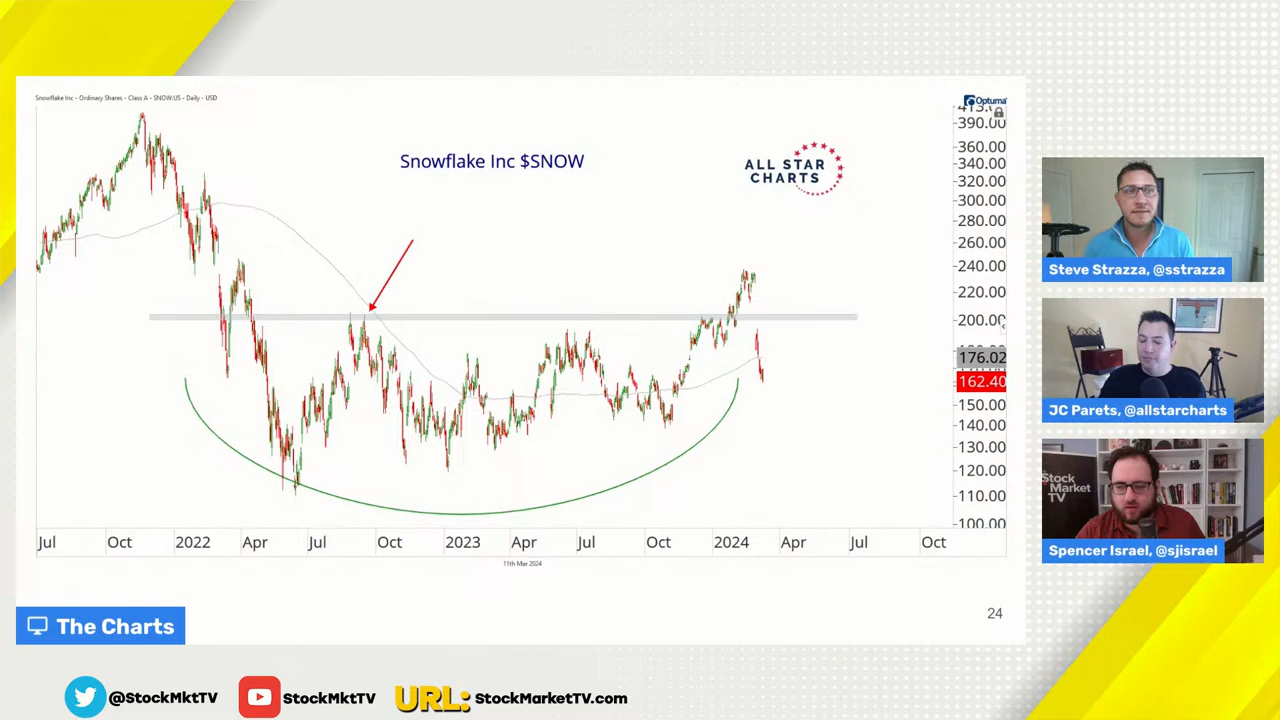 Snowflake Inc - Ordinary Shares - Class A - SNOW:US - Daily - USD
Optuma
Snowflake Inc $SNOW
ALL STAR
CHARTS
390.00
360.00
340.00
320.00
300.00
280.00
260.00
240.00
220.00
200.00
176.02
162.40
150.00
140.00
130.00
120.00
110.00
100.00
Jul Oct 2022 Apr Jul Oct 2023 Apr Jul Oct 2024 Apr Jul Oct
11th Mar 2024
24
The Charts
Steve Strazza, @sstrazza
JC Parets, @allstarcharts
Stock
Market
TV
Spencer Israel, @sjisrael
@StockMktTV
StockMktTV
URL: StockMarketTV.com